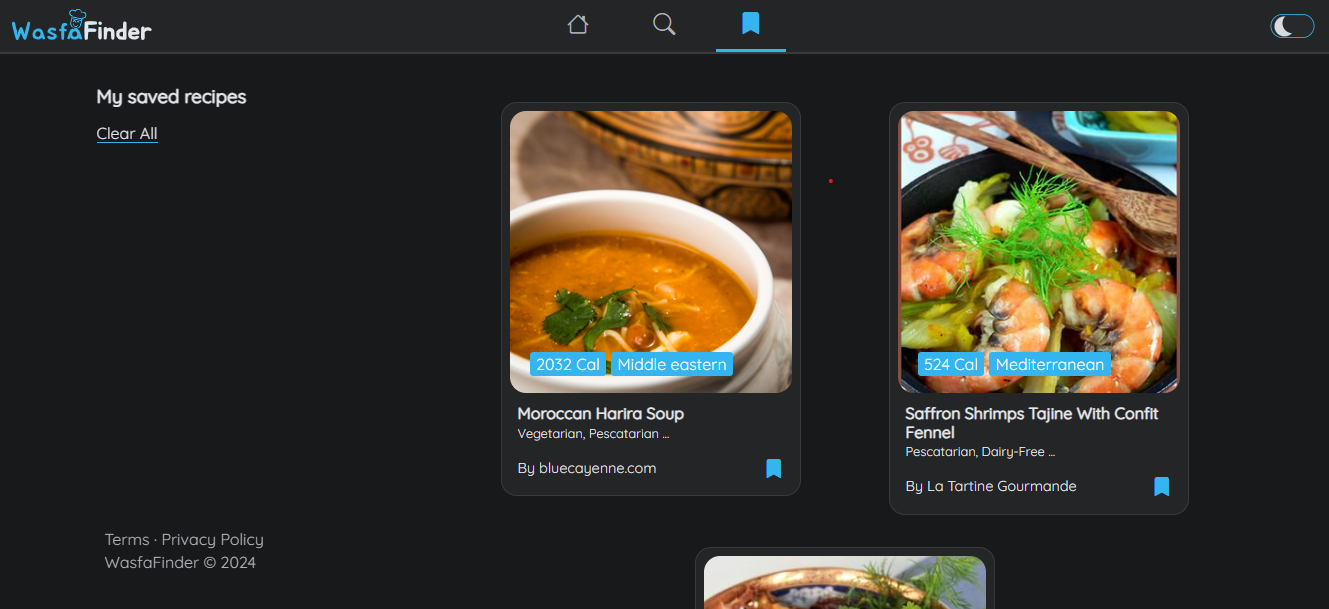 WasfaFinder
My saved recipes
Clear All
2032 Cal Middle eastern
Moroccan Harira Soup
Vegetarian, Pescatarian ...
By bluecayenne.com
524 Cal Mediterranean
Saffron Shrimps Tajine With Confit
Fennel
Pescatarian, Dairy-Free ...
By La Tartine Gourmande
Terms · Privacy Policy
WasfaFinder © 2024